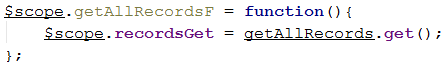 $scope.getAllRecordsF = function(){
    $scope.recordsGet = getAllRecords.get();
};